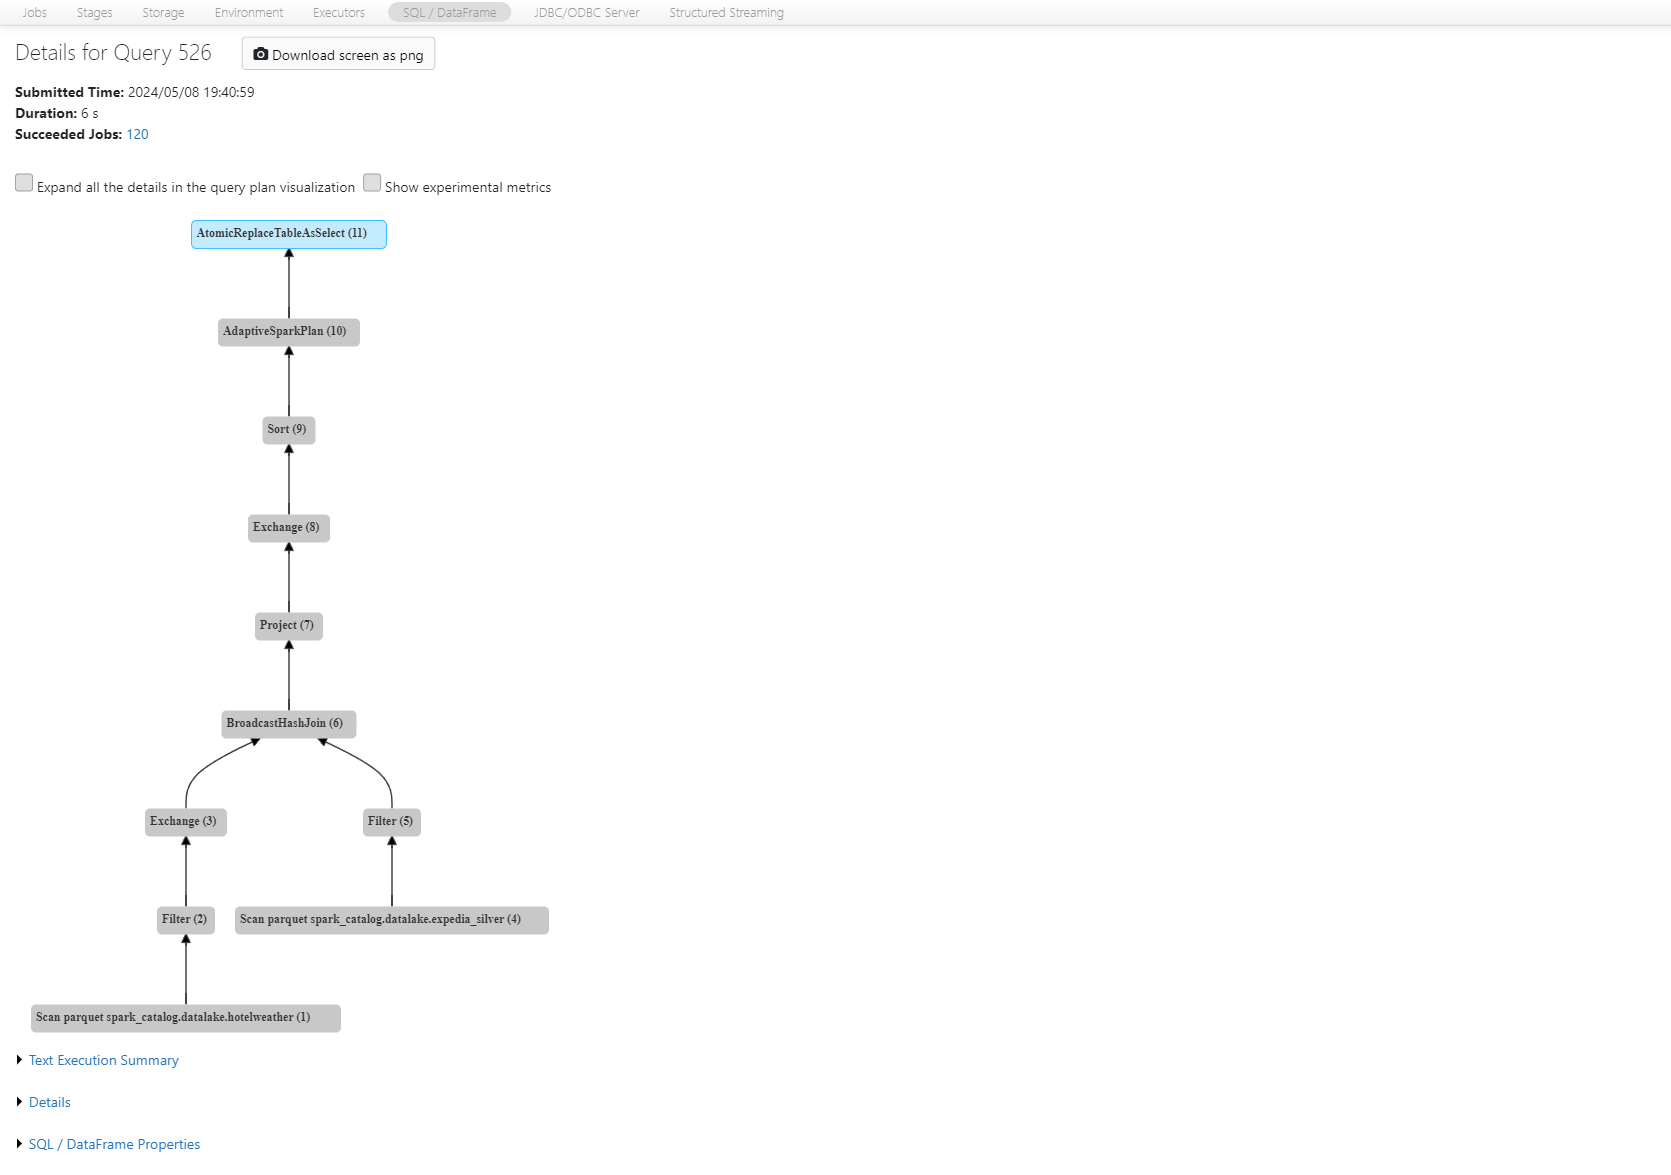 Jobs Stages Storage Environment Executors SQL / DataFrame JDBC/ODBC Server Structured Streaming
Details for Query 526 Download screen as png
Submitted Time: 2024/05/08 19:40:59
Duration: 6 s
Succeeded Jobs: 120
Expand all the details in the query plan visualization Show experimental metrics
AtomicReplaceTableAsSelect (11)
AdaptiveSparkPlan (10)
Sort (9)
Exchange (8)
Project (7)
BroadcastHashJoin (6)
Exchange (3) Filter (5)
Filter (2) Scan parquet spark_catalog.datalake.expedia_silver (4)
Scan parquet spark_catalog.datalake.hotelweather (1)
Text Execution Summary
Details
SQL / DataFrame Properties